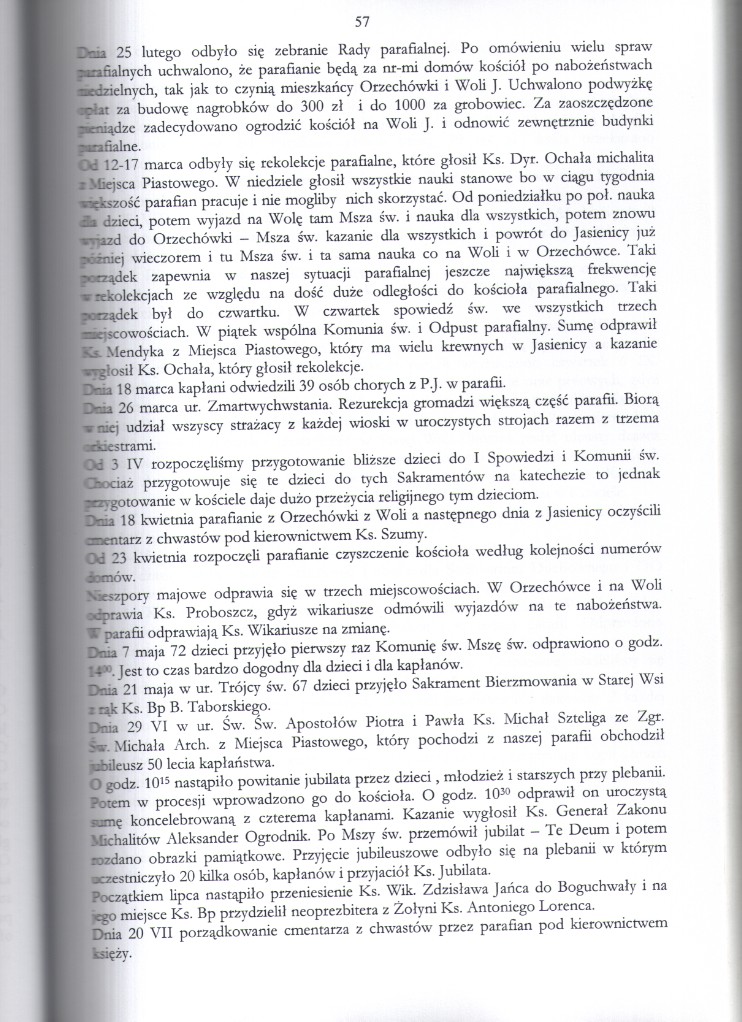 57
Dnia 25 lutego odbyło się zebranie Rady parafialnej. Po omówieniu wielu spraw
parafialnych uchwalono, że parafianie będą za nr-mi domów kościół po nabożeństwach
niedzielnych, tak jak to czynią mieszkańcy Orzechówki i Woli J. Uchwalono podwyżkę
opłat za budowę nagrobków do 300 zł i do 1000 za grobowiec. Za zaoszczędzone
pieniądze zadecydowano ogrodzić kościół na Woli J. i odnowić zewnętrznie budynki
parafialne.
Od 12-17 marca odbyły się rekolekcje parafialne, które głosił Ks. Dyr. Ochała michalita
z Miejsca Piastowego. W niedziele głosił wszystkie nauki stanowe bo w ciągu tygodnia
większość parafian pracuje i nie mogliby nich skorzystać. Od poniedziałku po poł. nauka
dla dzieci, potem wyjazd na Wolę tam Msza św. i nauka dla wszystkich, potem znowu
wyjazd do Orzechówki – Msza św. kazanie dla wszystkich i powrót do Jasienicy już
później wieczorem i tu Msza św. i ta sama nauka co na Woli i w Orzechówce. Taki
porządek zapewnia w naszej sytuacji parafialnej jeszcze największą frekwencję
w rekolekcjach ze względu na dość duże odległości do kościoła parafialnego. Taki
porządek był do czwartku. W czwartek spowiedź św. we wszystkich trzech
miejscowościach. W piątek wspólna Komunia św. i Odpust parafialny. Sumę odprawił
Ks. Mendyka z Miejsca Piastowego, który ma wielu krewnych w Jasienicy a kazanie
wygłosił Ks. Ochała, który głosił rekolekcje.
Dnia 18 marca kapłani odwiedzili 39 osób chorych z P.J. w parafii.
Dnia 26 marca ur. Zmartwychwstania. Rezurekcja gromadzi większą część parafii. Biorą
w niej udział wszyscy strażacy z każdej wioski w uroczystych strojach razem z trzema
orkiestrami.
Od 3 IV rozpoczęliśmy przygotowanie bliższe dzieci do I Spowiedzi i Komunii św.
Chociaż przygotowuje się te dzieci do tych Sakramentów na katechezie to jednak
przygotowanie w kościele daje dużo przeżycia religijnego tym dzieciom.
Dnia 18 kwietnia parafianie z Orzechówki z Woli a następnego dnia z Jasienicy oczyścili
cmentarz z chwastów pod kierownictwem Ks. Szumy.
Od 23 kwietnia rozpoczęli parafianie czyszczenie kościoła według kolejności numerów
domów.
Nieszpory majowe odprawia się w trzech miejscowościach. W Orzechówce i na Woli
odprawia Ks. Proboszcz, gdyż wikariusze odmówili wyjazdów na te nabożeństwa.
W parafii odprawiają Ks. Wikariusze na zmianę.
Dnia 7 maja 72 dzieci przyjęło pierwszy raz Komunię św. Mszę św. odprawiono o godz.
14⁰⁰. Jest to czas bardzo dogodny dla dzieci i dla kapłanów.
Dnia 21 maja w ur. Trójcy św. 67 dzieci przyjęło Sakrament Bierzmowania w Starej Wsi
z rąk Ks. Bp B. Taborskiego.
Dnia 29 VI w ur. Św. Św. Apostołów Piotra i Pawła Ks. Michał Szteliga ze Zgr.
Św. Michała Arch. z Miejsca Piastowego, który pochodzi z naszej parafii obchodził
jubileusz 50 lecia kapłaństwa.
O godz. 10¹⁵ nastąpiło powitanie jubilata przez dzieci , młodzież i starszych przy plebanii.
Potem w procesji wprowadzono go do kościoła. O godz. 10³⁰ odprawił on uroczystą
sumę koncelebrowaną z czterema kapłanami. Kazanie wygłosił Ks. Generał Zakonu
Michalitów Aleksander Ogrodnik. Po Mszy św. przemówił jubilat – Te Deum i potem
rozdano obrazki pamiątkowe. Przyjęcie jubileuszowe odbyło się na plebanii w którym
uczestniczyło 20 kilka osób, kapłanów i przyjaciół Ks. Jubilata.
Początkiem lipca nastąpiło przeniesienie Ks. Wik. Zdzisława Jańca do Boguchwały i na
jego miejsce Ks. Bp przydzielił neoprezbitera z Żołyni Ks. Antoniego Lorenca.
Dnia 20 VII porządkowanie cmentarza z chwastów przez parafian pod kierownictwem
księży.